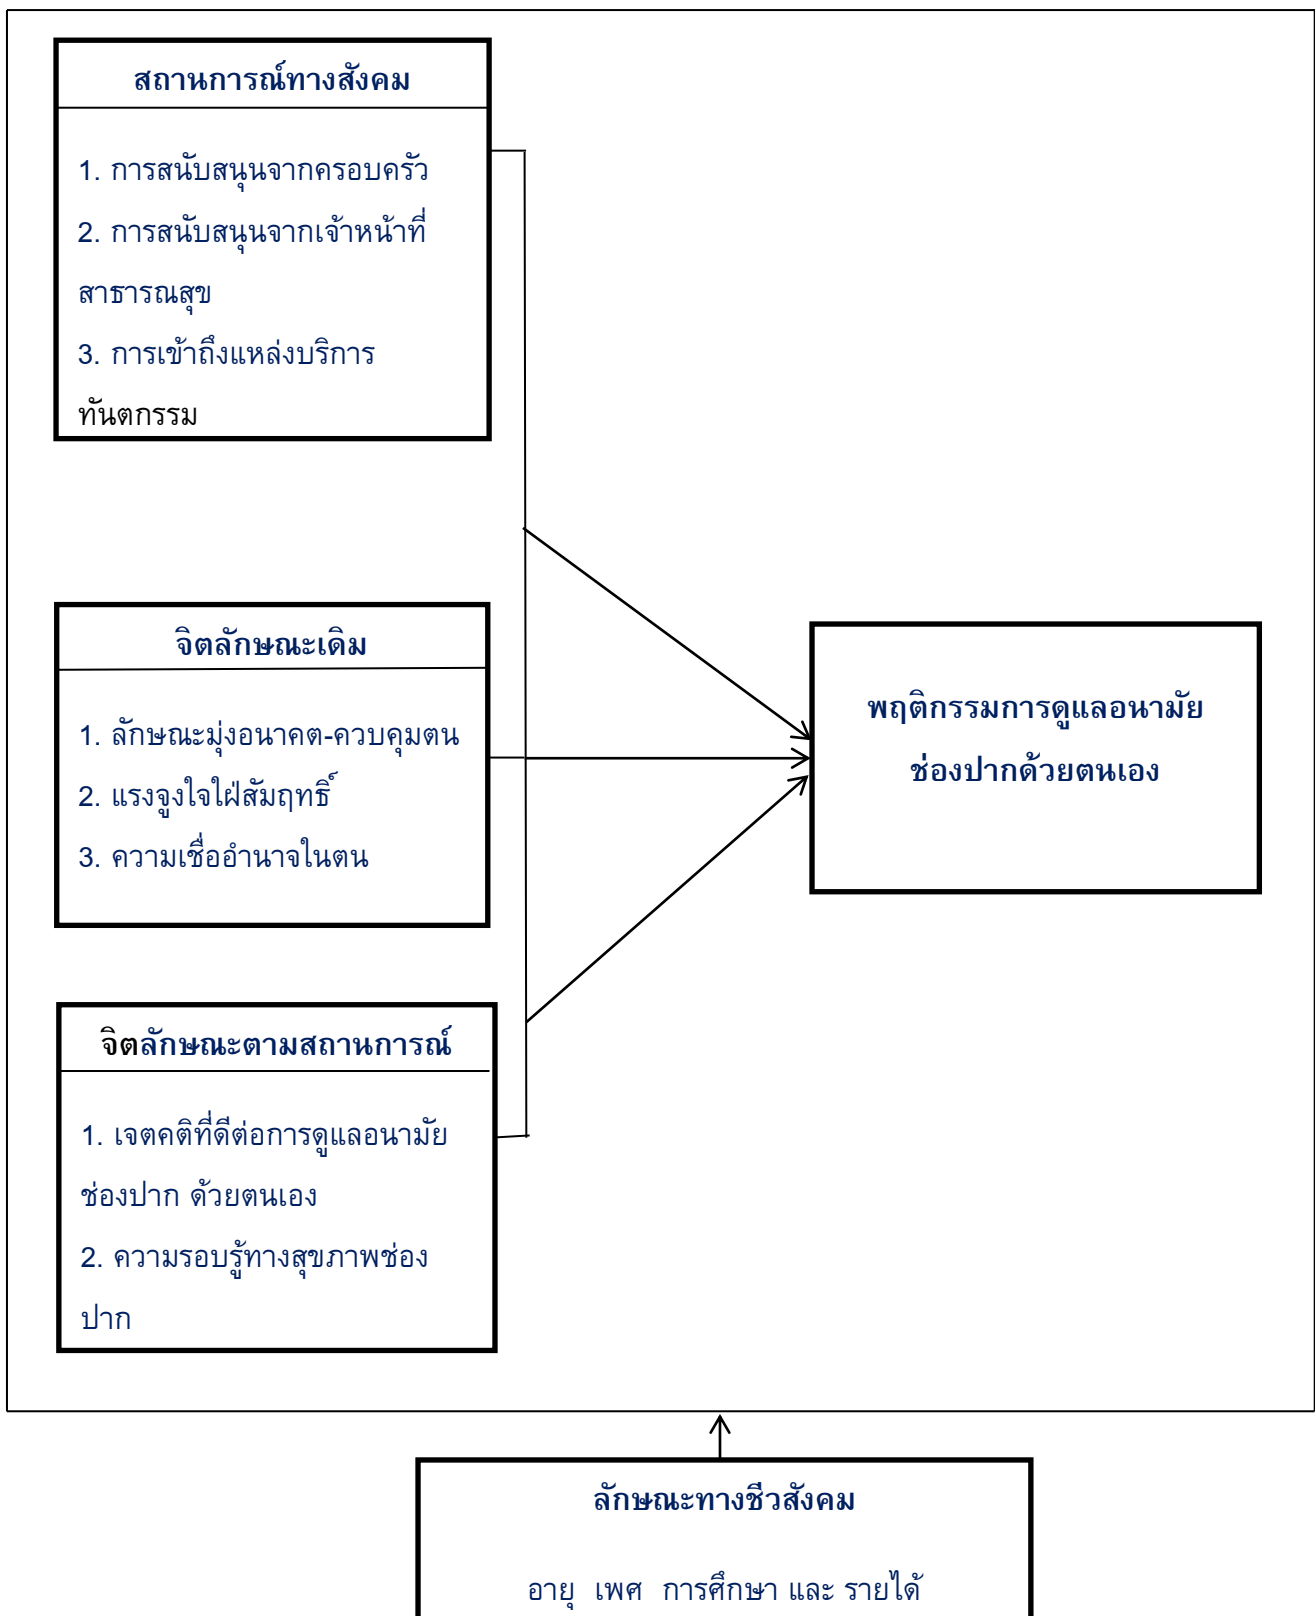 สถานการณ์ทางสังคม
1. การสนับสนุนจากครอบครัว
2. การสนับสนุนจากเจ้าหน้าที่
สาธารณสุข
3. การเข้าถึงแหล่งบริการ
ทันตกรรม
จิตลักษณะเดิม
1. ลักษณะมุ่งอนาคต-ควบคุมตน
2. แรงจูงใจใฝ่สัมฤทธิ์
3. ความเชื่ออำนาจในตน
จิตลักษณะตามสถานการณ์
1. เจตคติที่ดีต่อการดูแลอนามัย
ช่องปาก ด้วยตนเอง
2. ความรอบรู้ทางสุขภาพช่อง
ปาก
พฤติกรรมการดูแลอนามัย
ช่องปากด้วยตนเอง
ลักษณะทางชีวสังคม
อายุ เพศ การศึกษา และ รายได้